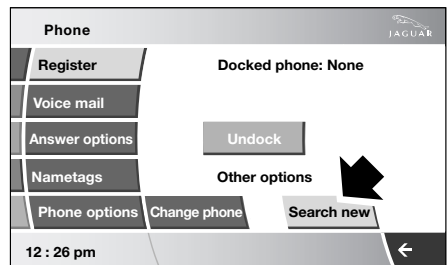 Phone
JAGUAR
Register
Docked phone: None
Voice mail
Answer options
Undock
Nametags
Other options
Phone options
Change phone
Search new
12 : 26 pm